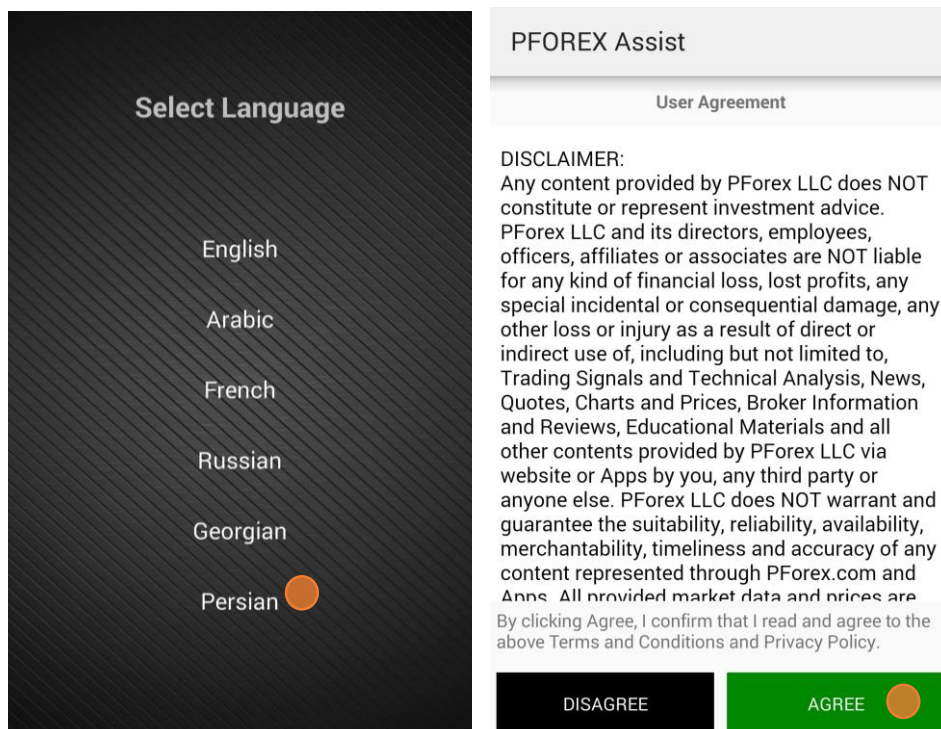 Select Language
English
Arabic
French
Russian
Georgian
Persian
PFOREX Assist
User Agreement
DISCLAIMER:
Any content provided by PForex LLC does NOT
constitute or represent investment advice.
PForex LLC and its directors, employees,
officers, affiliates or associates are NOT liable
for any kind of financial loss, lost profits, any
special incidental or consequential damage, any
other loss or injury as a result of direct or
indirect use of, including but not limited to,
Trading Signals and Technical Analysis, News,
Quotes, Charts and Prices, Broker Information
and Reviews, Educational Materials and all
other contents provided by PForex LLC via
website or Apps by you, any third party or
anyone else. PForex LLC does NOT warrant and
guarantee the suitability, reliability, availability,
merchantability, timeliness and accuracy of any
content represented through PForex.com and
Apps. All provided market data and prices are
By clicking Agree, I confirm that I read and agree to the
above Terms and Conditions and Privacy Policy.
DISAGREE
AGREE